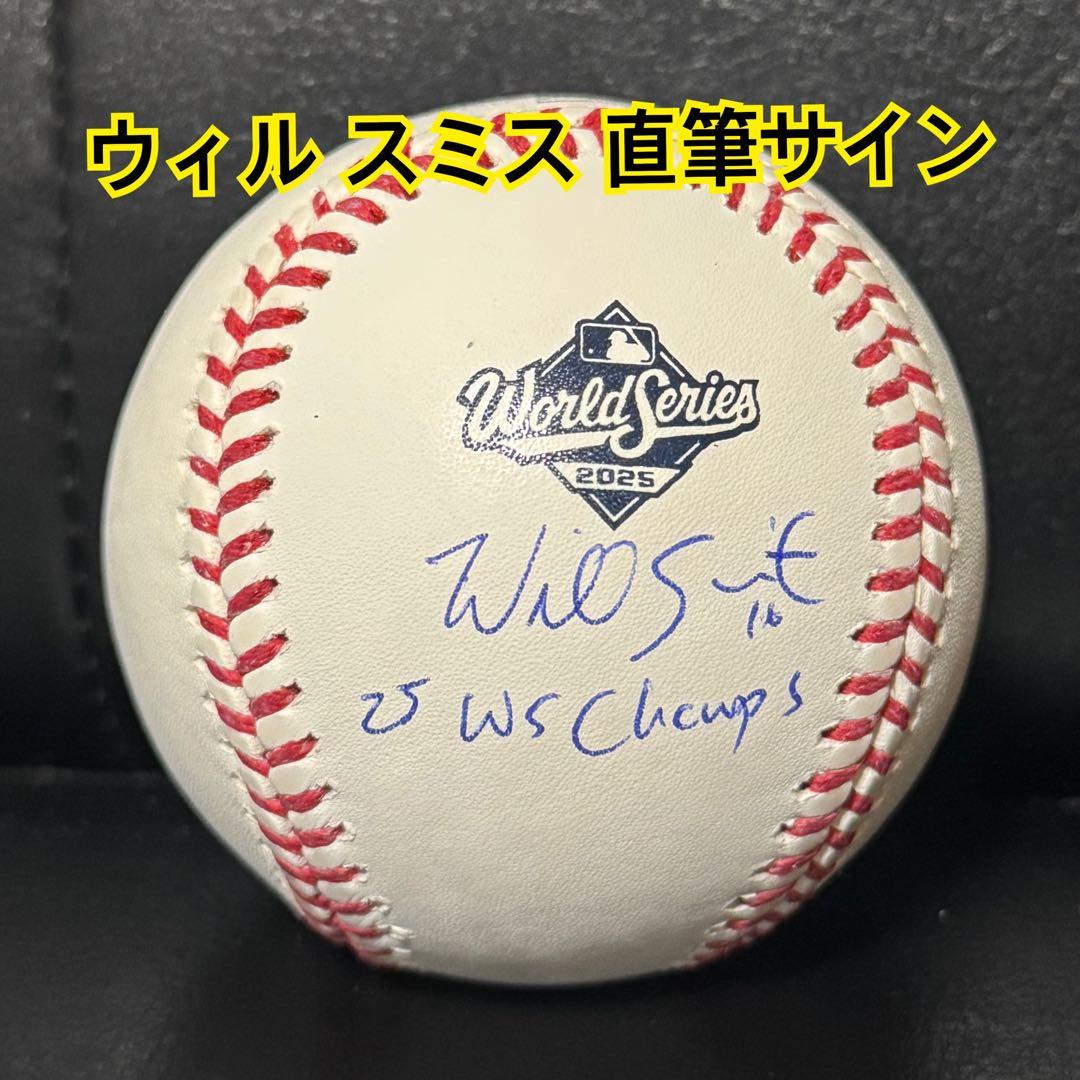 ウィル スミス 直筆サイン
World Series
2025
Will Smith 16
25 WS Champs